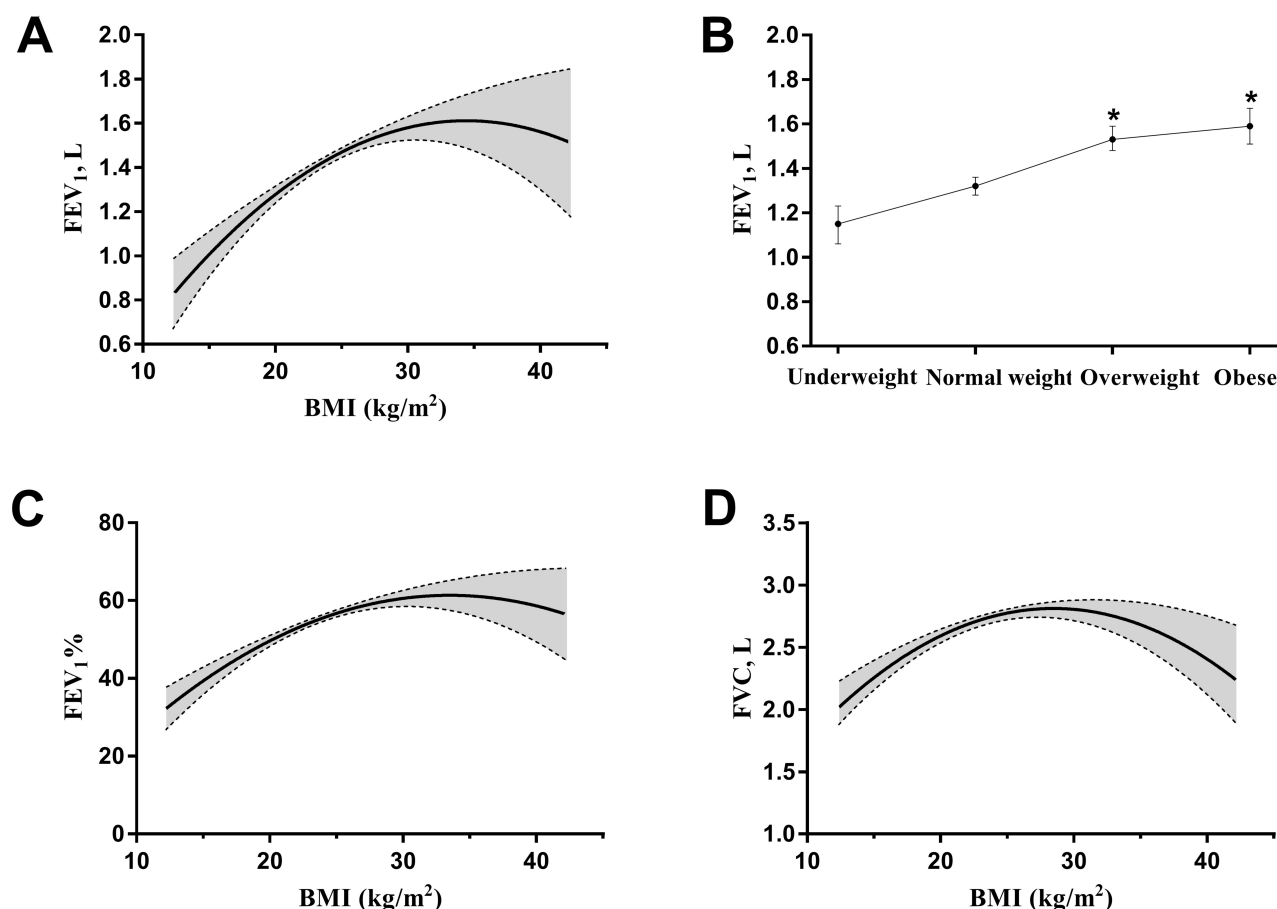 A
FEV₁, L
2.0
1.8
1.6
1.4
1.2
1.0
0.8
0.6
10
20
30
40
BMI (kg/m²)
B
FEV₁, L
2.0
1.8
1.6
1.4
1.2
1.0
0.8
0.6
*
*
Underweight
Normal weight
Overweight
Obese
C
FEV₁%
80
60
40
20
0
10
20
30
40
BMI (kg/m²)
D
FVC, L
3.5
3.0
2.5
2.0
1.5
1.0
10
20
30
40
BMI (kg/m²)